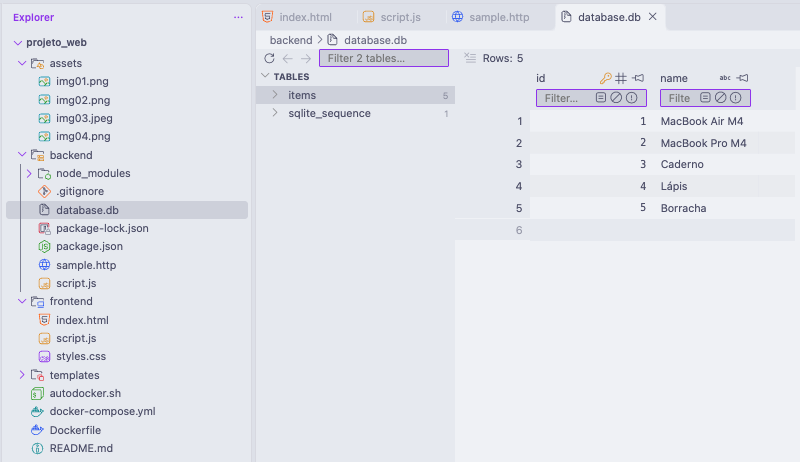 Explorer
projeto_web
assets
img01.png
img02.png
img03.jpeg
img04.png
backend
node_modules
.gitignore
database.db
package-lock.json
package.json
sample.http
script.js
frontend
index.html
script.js
styles.css
templates
autodocker.sh
docker-compose.yml
Dockerfile
README.md
index.html script.js sample.http database.db
backend > database.db
Filter 2 tables... Rows: 5
TABLES
items 5
sqlite_sequence 1
id name abc
Filter... Filte
1 1 MacBook Air M4
2 2 MacBook Pro M4
3 3 Caderno
4 4 Lápis
5 5 Borracha
6